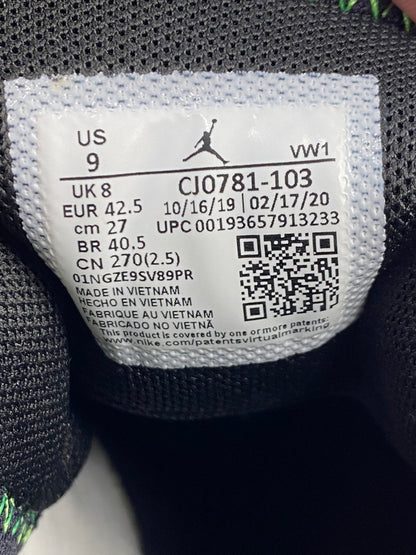 US
9
VW1
UK 8
CJ0781-103
EUR 42.5
10/16/19 | 02/17/20
cm 27
UPC 00193657913233
BR 40.5
CN 270(2.5)
01NGZE9SV89PR
MADE IN VIETNAM
HECHO EN VIETNAM
FABRIQUE AU VIETNAM
FABRICADO NO VIETNÃ
This product is covered by one or more patents:
www.nike.com/patentsvirtualmarking